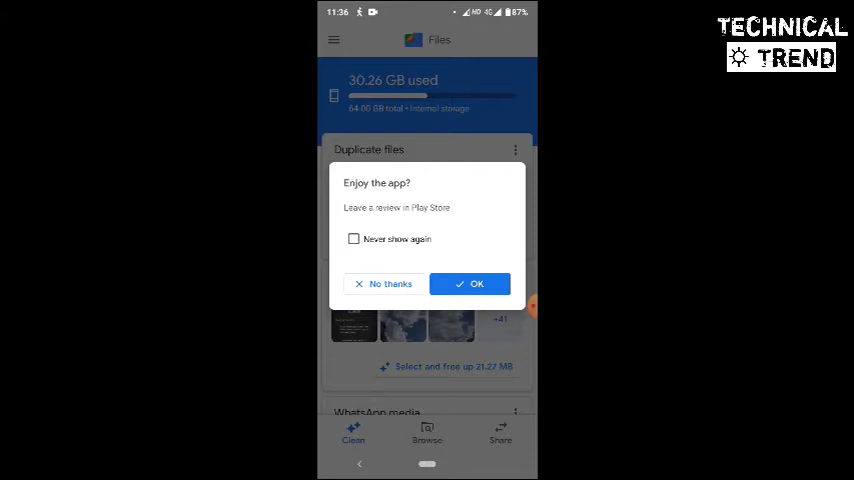 11:36
HD 4G 87%
TECHNICAL
TREND
Files
30.26 GB used
64.00 GB total • Internal storage
Duplicate files
Enjoy the app?
Leave a review in Play Store
Never show again
No thanks
OK
+41
Select and free up 21.27 MB
WhatsApp media
Clean
Browse
Share